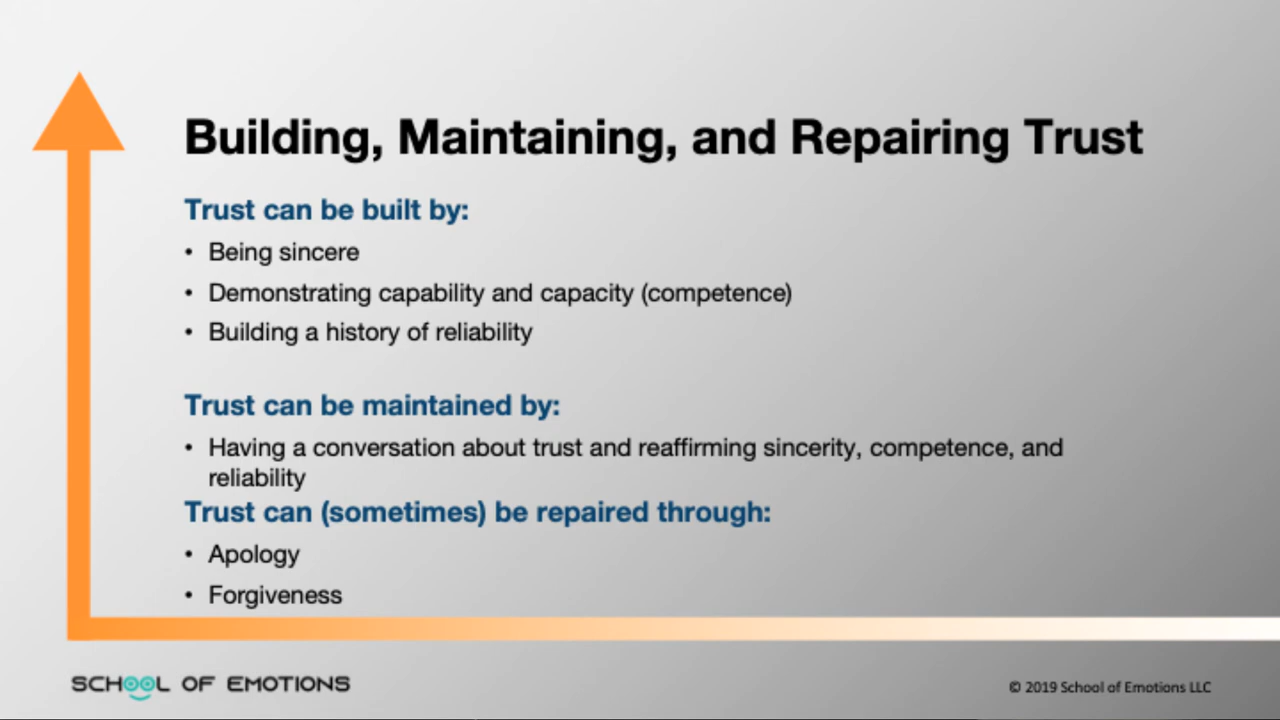 Building, Maintaining, and Repairing Trust
Trust can be built by:
• Being sincere
• Demonstrating capability and capacity (competence)
• Building a history of reliability
Trust can be maintained by:
• Having a conversation about trust and reaffirming sincerity, competence, and
reliability
Trust can (sometimes) be repaired through:
• Apology
• Forgiveness
SCHOOL OF EMOTIONS
© 2019 School of Emotions LLC